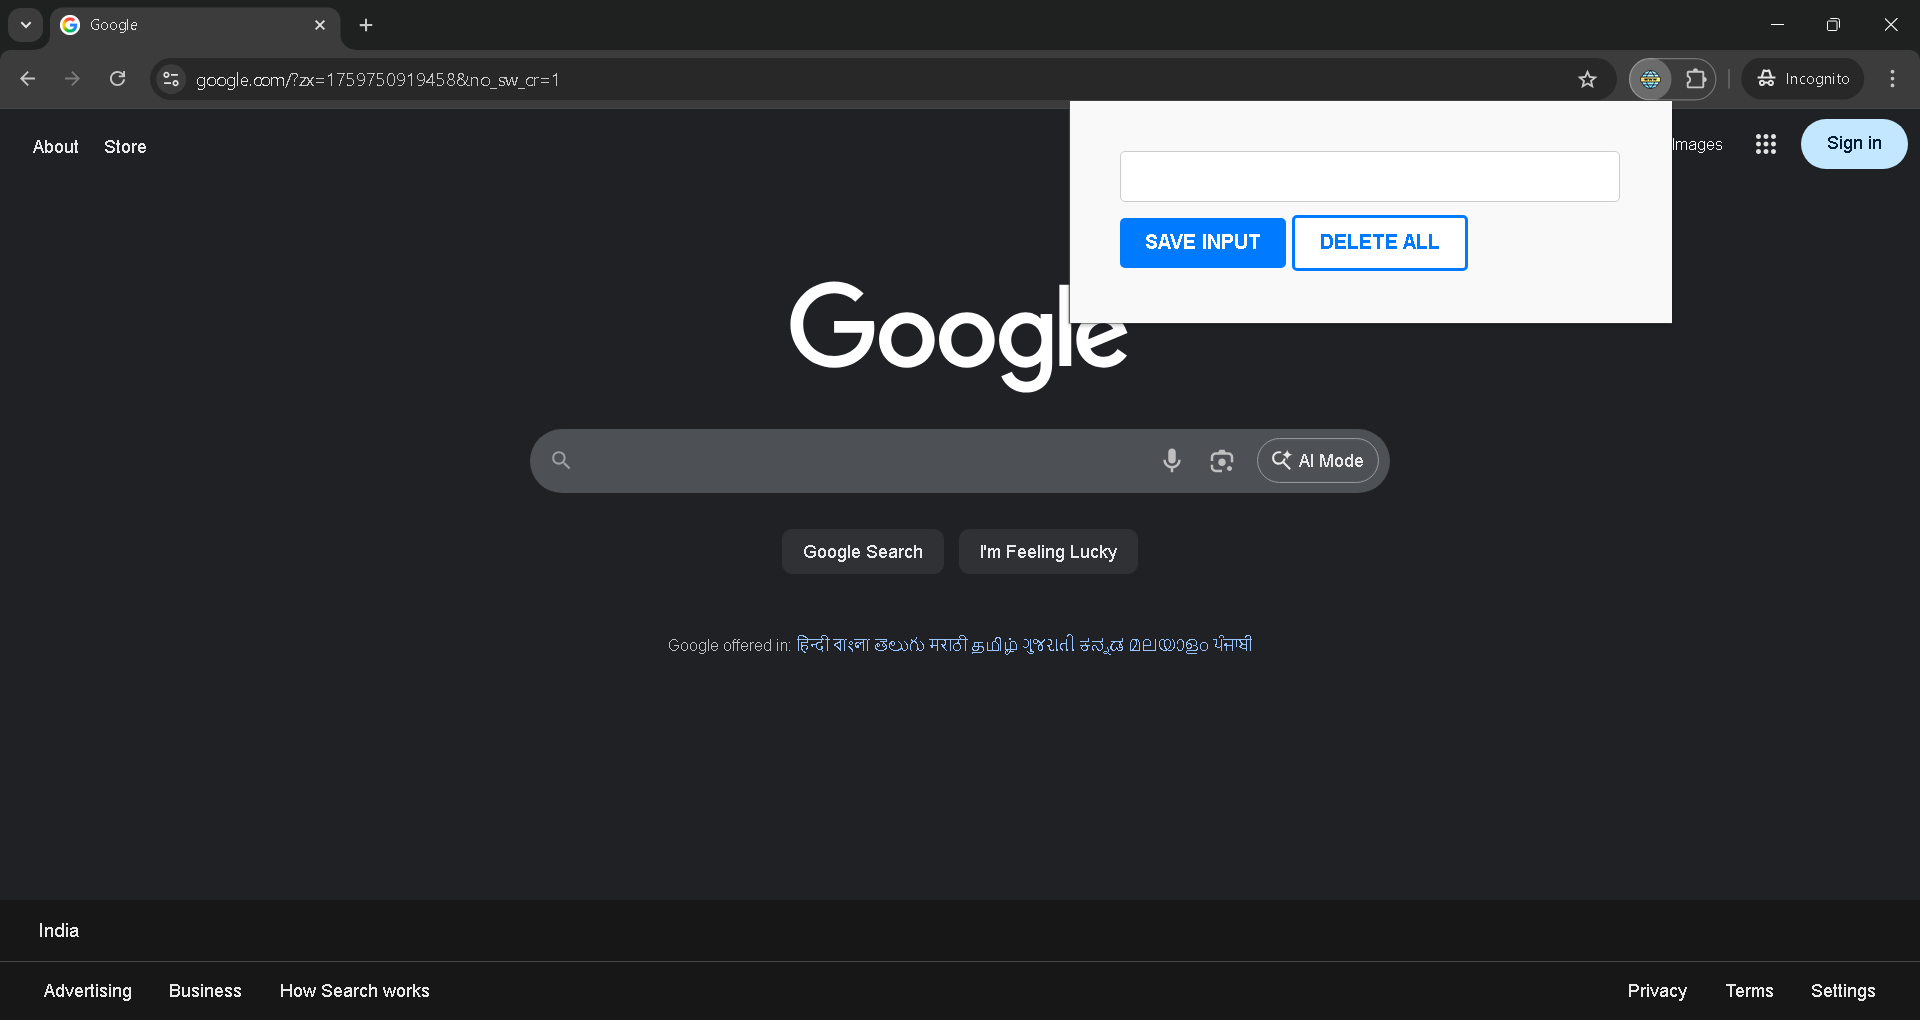 Google
google.com/?zx=1759750919458&no_sw_cr=1
Incognito
About Store
Images
Sign in
SAVE INPUT DELETE ALL
Google
AI Mode
Google Search I'm Feeling Lucky
Google offered in: हिन्दी বাংলা తెలుగు मराठी தமிழ் ગુજરાતી ಕನ್ನಡ മലയാളം ਪੰਜਾਬੀ
India
Advertising Business How Search works
Privacy Terms Settings